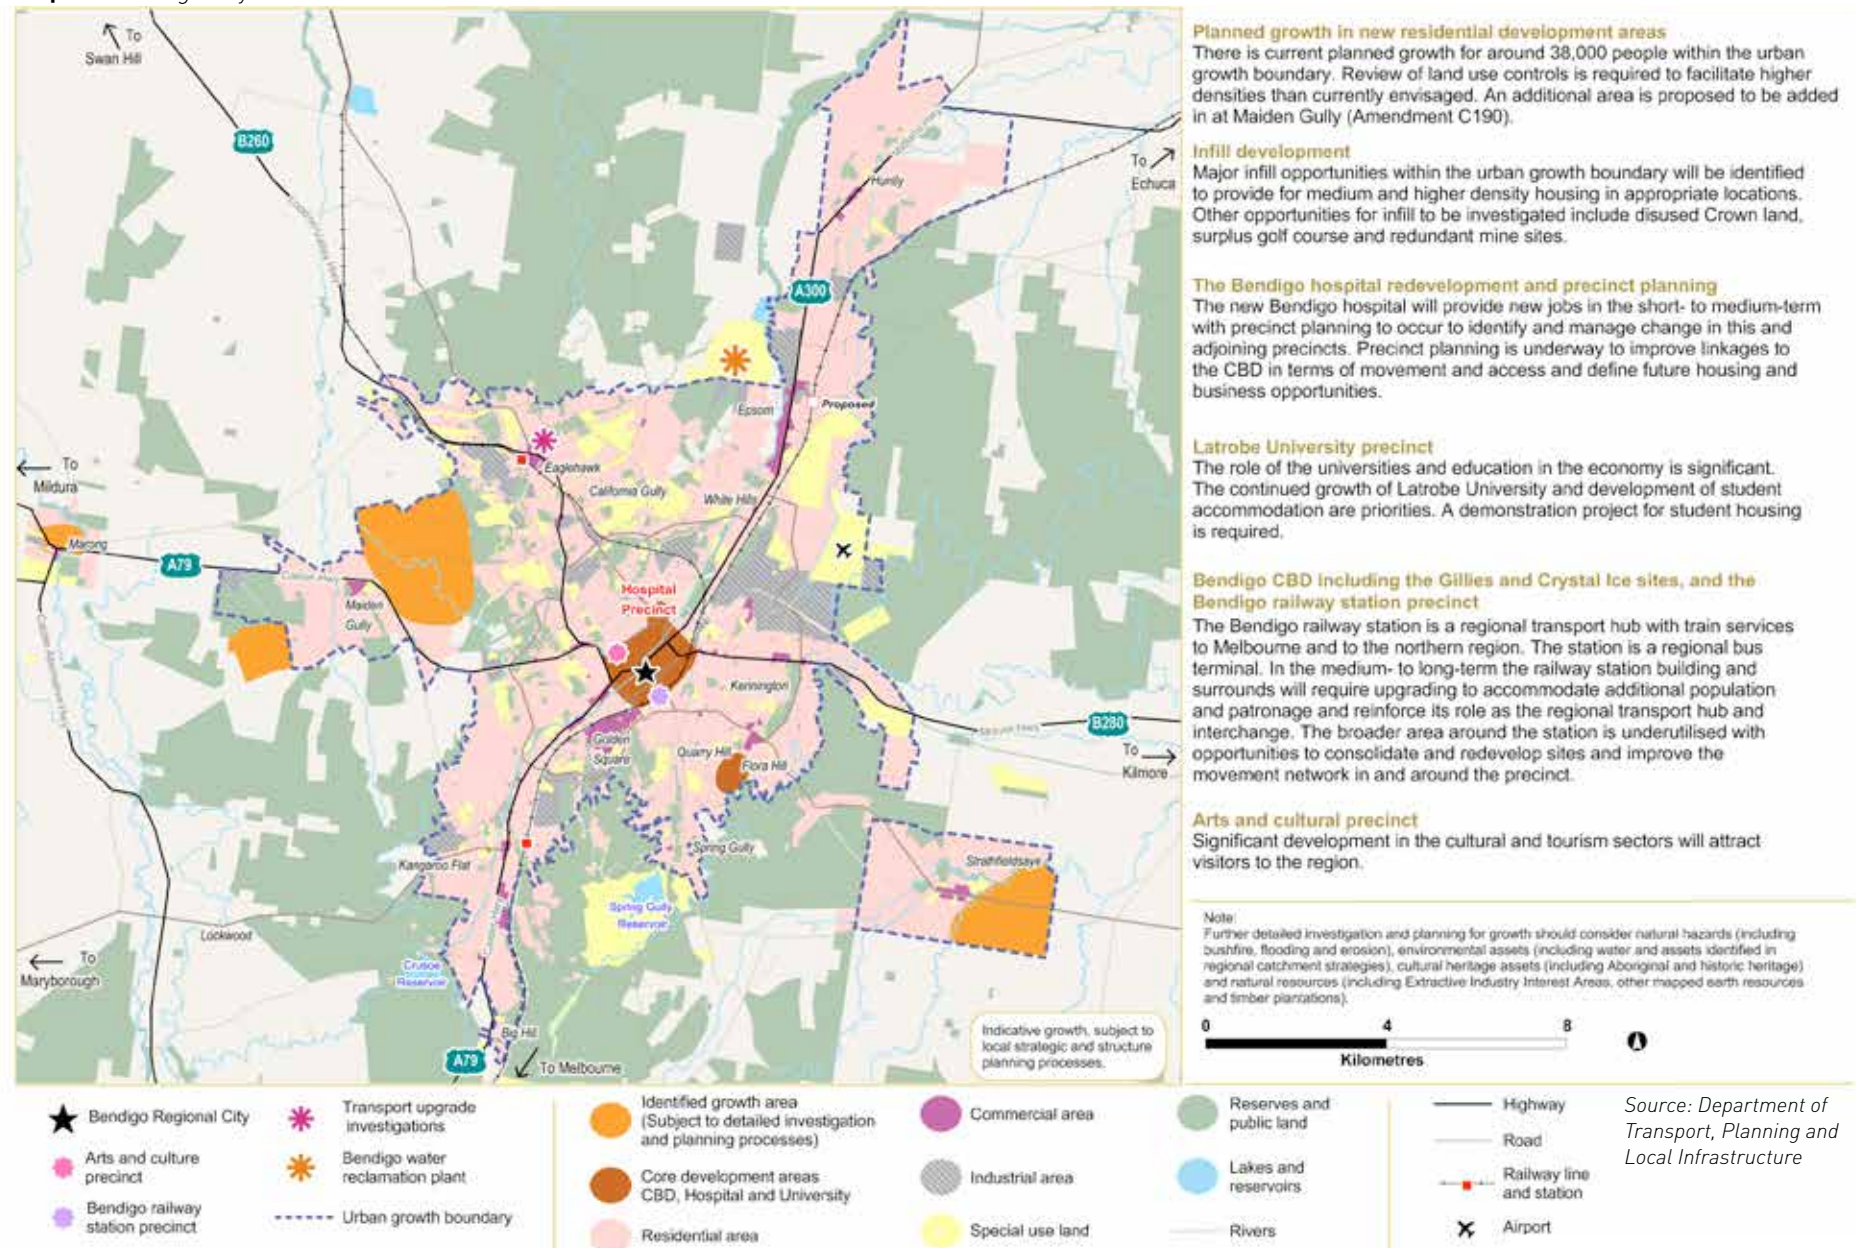 To
Swan Hill
B260
To
Echuca
Huntly
A300
Epsom
Proposed
To
Mildura
Eaglehawk
California Gully
White Hills
Marong
A79
Calder Hwy
Maiden
Gully
Hospital
Precinct
Kennington
B280
To
Kilmore
Golden
Square
Quarry Hill
Flora Hill
Kangaroo Flat
Spring Gully
Strathfieldsaye
Spring Gully
Reservoir
Lockwood
To
Maryborough
Crusoe
Reservoir
Big Hill
A79
To Melbourne
Indicative growth, subject to
local strategic and structure
planning processes.
Planned growth in new residential development areas
There is current planned growth for around 38,000 people within the urban
growth boundary. Review of land use controls is required to facilitate higher
densities than currently envisaged. An additional area is proposed to be added
in at Maiden Gully (Amendment C190).
Infill development
Major infill opportunities within the urban growth boundary will be identified
to provide for medium and higher density housing in appropriate locations.
Other opportunities for infill to be investigated include disused Crown land,
surplus golf course and redundant mine sites.
The Bendigo hospital redevelopment and precinct planning
The new Bendigo hospital will provide new jobs in the short- to medium-term
with precinct planning to occur to identify and manage change in this and
adjoining precincts. Precinct planning is underway to improve linkages to
the CBD in terms of movement and access and define future housing and
business opportunities.
Latrobe University precinct
The role of the universities and education in the economy is significant.
The continued growth of Latrobe University and development of student
accommodation are priorities. A demonstration project for student housing
is required.
Bendigo CBD including the Gillies and Crystal Ice sites, and the
Bendigo railway station precinct
The Bendigo railway station is a regional transport hub with train services
to Melbourne and to the northern region. The station is a regional bus
terminal. In the medium- to long-term the railway station building and
surrounds will require upgrading to accommodate additional population
and patronage and reinforce its role as the regional transport hub and
interchange. The broader area around the station is underutilised with
opportunities to consolidate and redevelop sites and improve the
movement network in and around the precinct.
Arts and cultural precinct
Significant development in the cultural and tourism sectors will attract
visitors to the region.
Note:
Further detailed investigation and planning for growth should consider natural hazards (including
bushfire, flooding and erosion), environmental assets (including water and assets identified in
regional catchment strategies), cultural heritage assets (including Aboriginal and historic heritage)
and natural resources (including Extractive Industry Interest Areas, other mapped earth resources
and timber plantations).
0 4 8
Kilometres
Bendigo Regional City
Arts and culture
precinct
Bendigo railway
station precinct
Transport upgrade
investigations
Bendigo water
reclamation plant
Urban growth boundary
Identified growth area
(Subject to detailed investigation
and planning processes)
Core development areas
CBD, Hospital and University
Residential area
Commercial area
Industrial area
Special use land
Reserves and
public land
Lakes and
reservoirs
Rivers
Highway
Road
Railway line
and station
Airport
Source: Department of
Transport, Planning and
Local Infrastructure